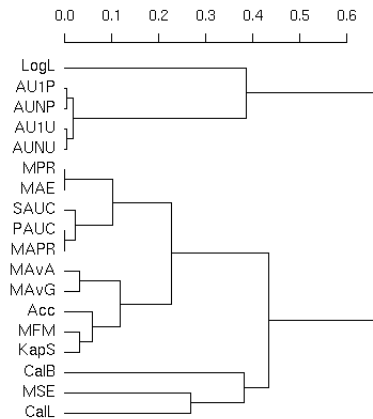 0.0 0.1 0.2 0.3 0.4 0.5 0.6
LogL
AU1P
AUNP
AU1U
AUNU
MPR
MAE
SAUC
PAUC
MAPR
MAvA
MAvG
Acc
MFM
KapS
CalB
MSE
CalL